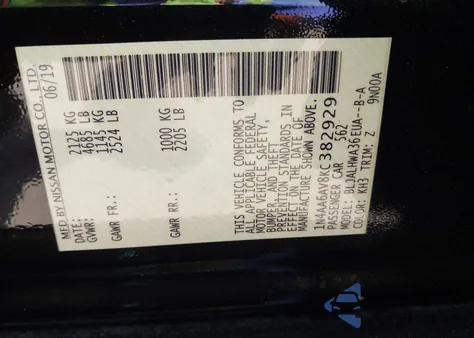 MFD BY NISSAN MOTOR CO., LTD.
06/19
DATE: 2125 KG
GVWR: 4685 LB
1145 KG
GAWR FR.: 2524 LB
1000 KG
GAWR RR.: 2205 LB
THIS VEHICLE CONFORMS TO
ALL APPLICABLE FEDERAL
MOTOR VEHICLE SAFETY,
BUMPER, AND THEFT
PREVENTION STANDARDS IN
EFFECT ON THE DATE OF
MANUFACTURE SHOWN ABOVE.
1N4AA6AV0KC382929
PASSENGER CAR 562
MODEL: BLJALHWA36EUA--B-A
COLOR: KH3 TRIM: Z 9N00A